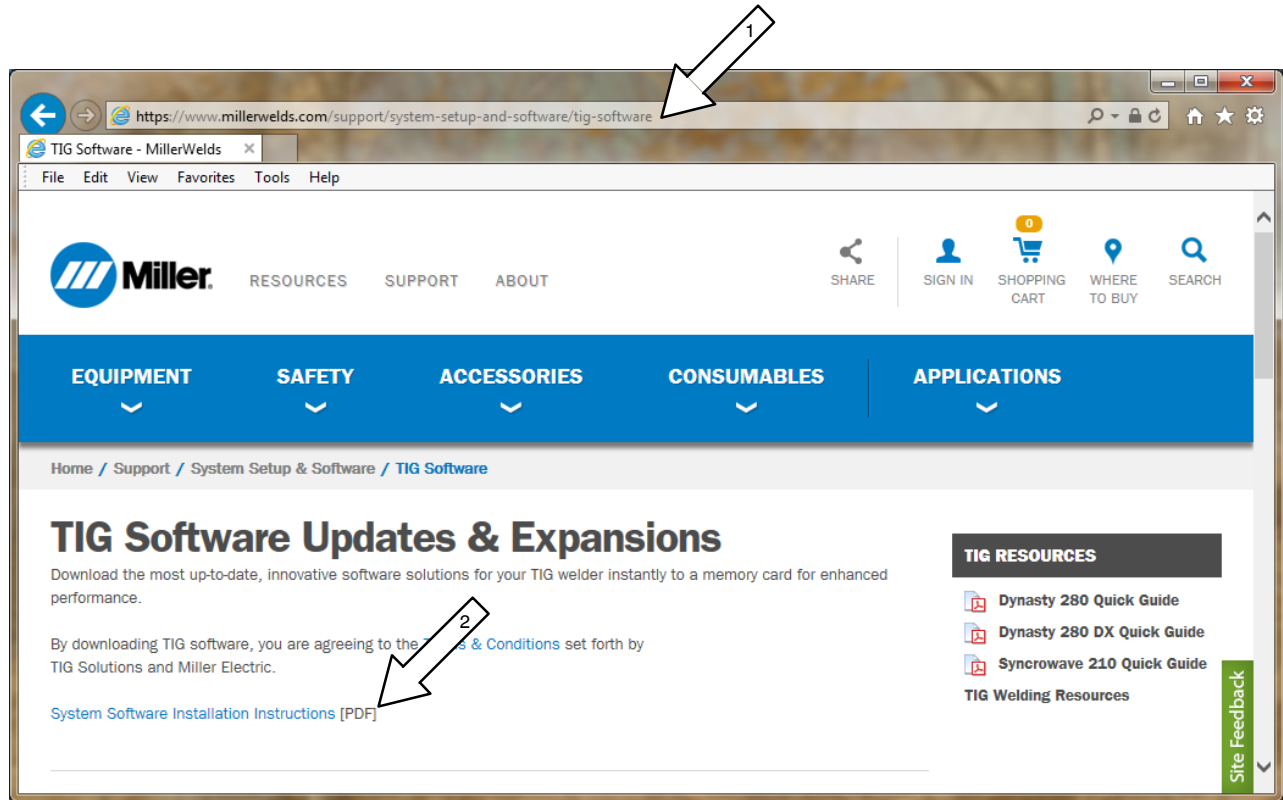 1
https://www.millerwelds.com/support/system-setup-and-software/tig-software
TIG Software - MillerWelds
File Edit View Favorites Tools Help
0
Miller.
RESOURCES SUPPORT ABOUT
SHARE SIGN IN SHOPPING CART WHERE TO BUY SEARCH
EQUIPMENT SAFETY ACCESSORIES CONSUMABLES APPLICATIONS
Home / Support / System Setup & Software / TIG Software
TIG Software Updates & Expansions
Download the most up-to-date, innovative software solutions for your TIG welder instantly to a memory card for enhanced
performance.
2
By downloading TIG software, you are agreeing to the & Conditions set forth by
TIG Solutions and Miller Electric.
System Software Installation Instructions [PDF]
TIG RESOURCES
Dynasty 280 Quick Guide
Dynasty 280 DX Quick Guide
Syncrowave 210 Quick Guide
TIG Welding Resources
Site Feedback